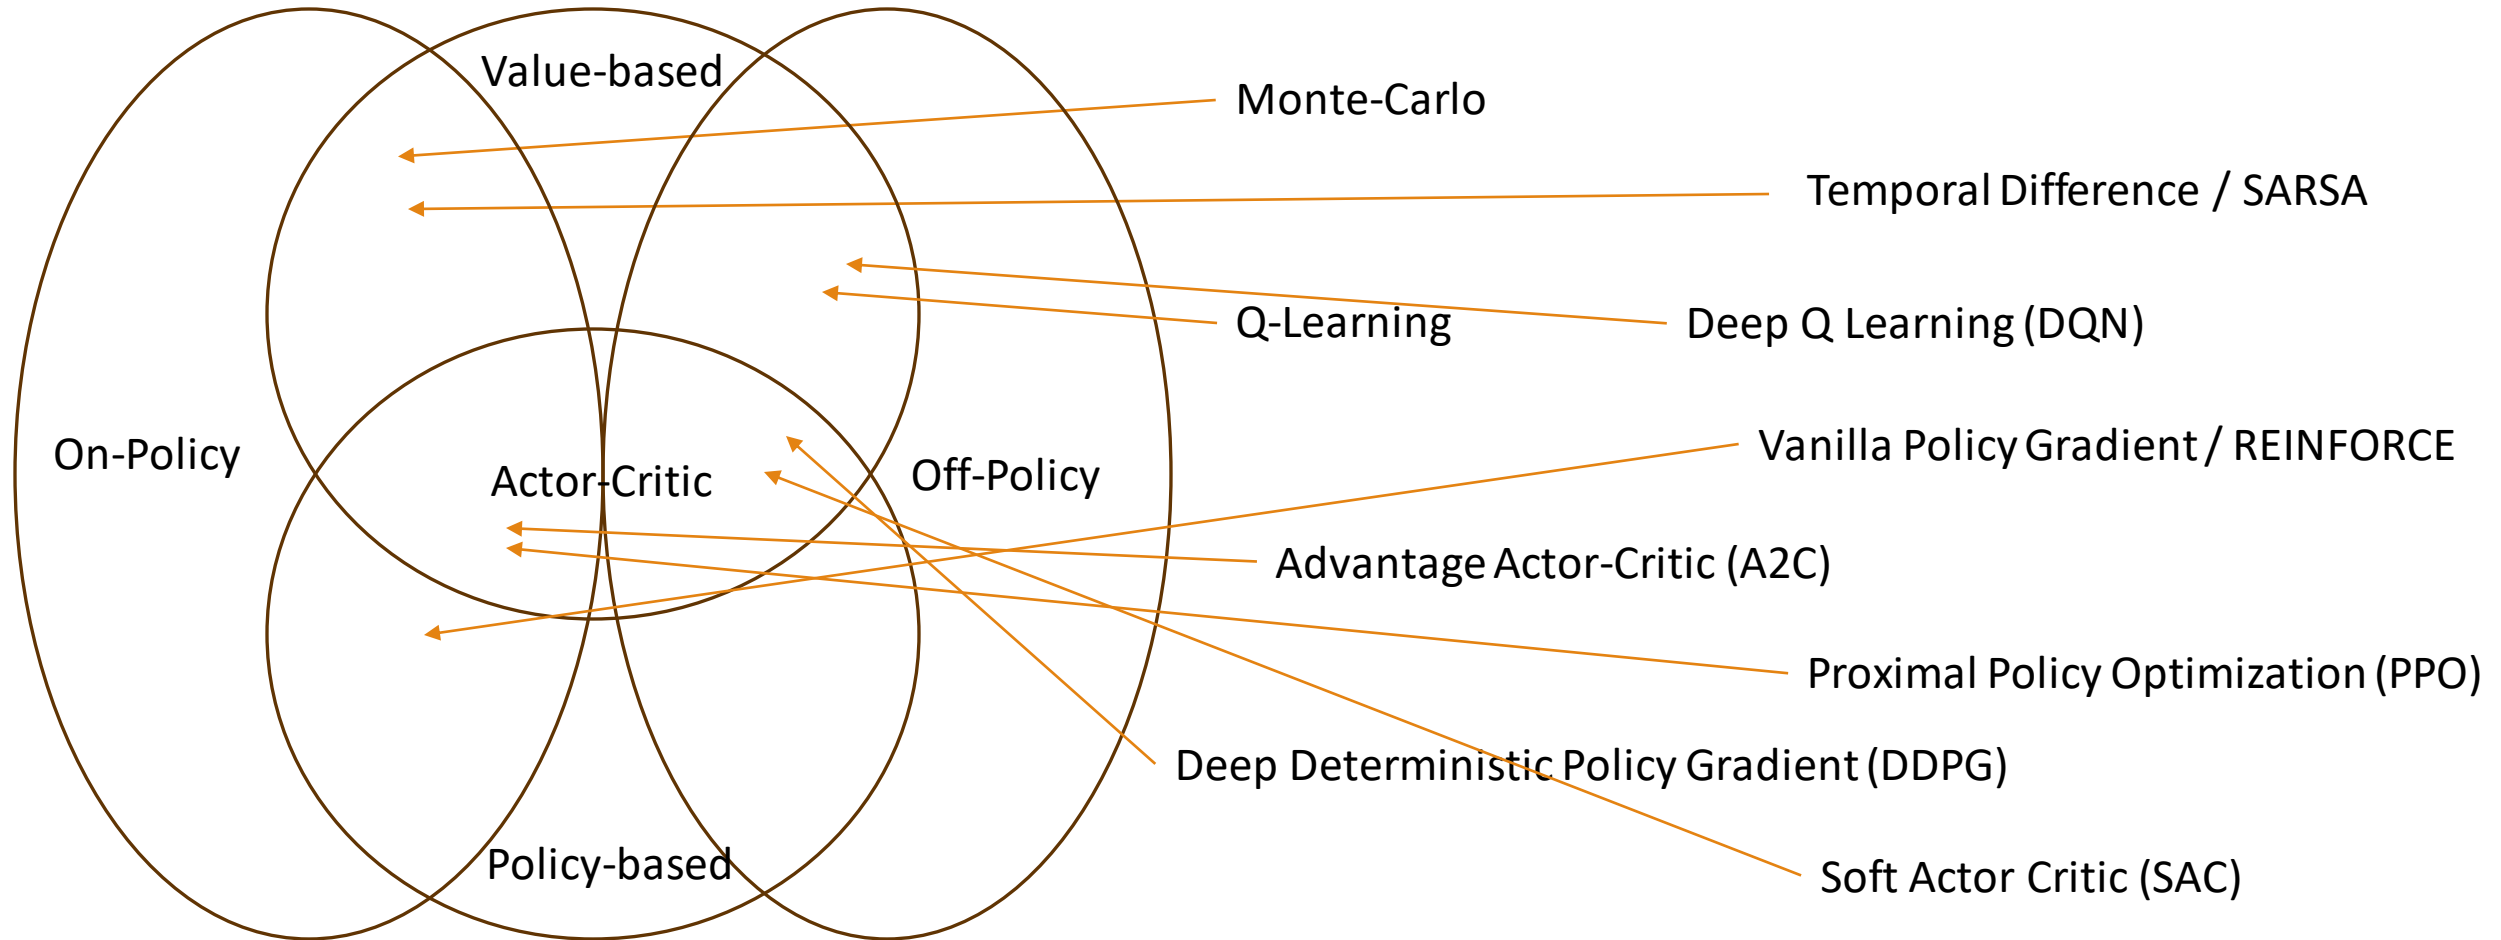 Value-based
Monte-Carlo
Temporal Difference / SARSA
Q-Learning
Deep Q Learning (DQN)
On-Policy
Actor-Critic
Off-Policy
Vanilla Policy Gradient / REINFORCE
Advantage Actor-Critic (A2C)
Proximal Policy Optimization (PPO)
Deep Deterministic Policy Gradient (DDPG)
Policy-based
Soft Actor Critic (SAC)